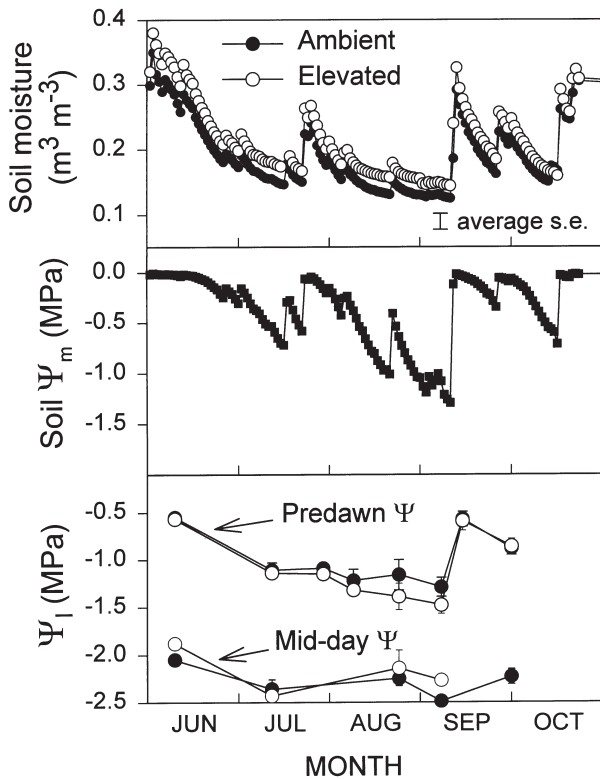 0.4
0.3
0.2
0.1
Soil moisture
(m³ m⁻³)
Ambient
Elevated
average s.e.
0.0
-0.5
-1.0
-1.5
Soil Ψm (MPa)
-0.5
-1.0
-1.5
-2.0
-2.5
Ψl (MPa)
Predawn Ψ
Mid-day Ψ
JUN JUL AUG SEP OCT
MONTH